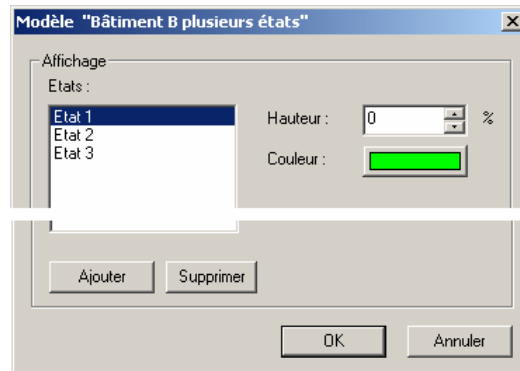 Modèle "Bâtiment B plusieurs états"
Affichage
Etats :
Etat 1
Etat 2
Etat 3
Hauteur : 0 %
Couleur :
Ajouter Supprimer
OK Annuler